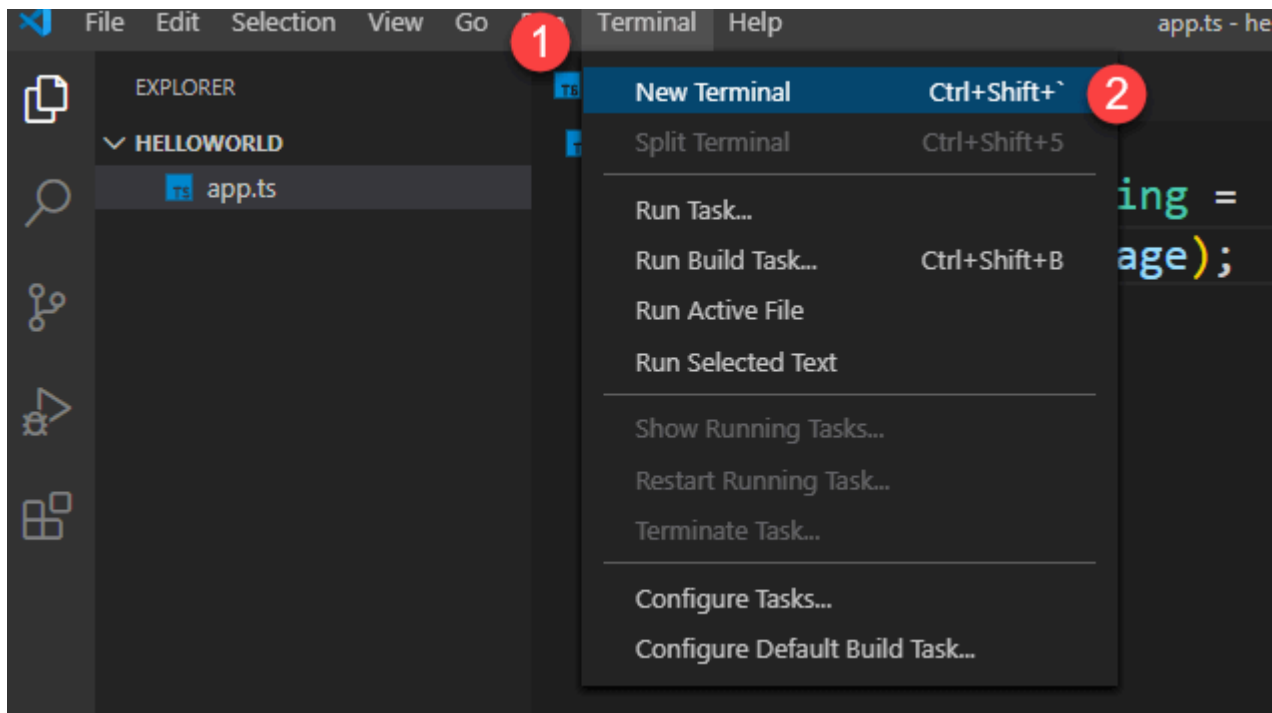 File Edit Selection View Go Terminal Help app.ts - he
1
EXPLORER
HELLOWORLD
TS app.ts
New Terminal Ctrl+Shift+` 2
Split Terminal Ctrl+Shift+5
Run Task...
Run Build Task... Ctrl+Shift+B
Run Active File
Run Selected Text
Show Running Tasks...
Restart Running Task...
Terminate Task...
Configure Tasks...
Configure Default Build Task...
ing =
age);